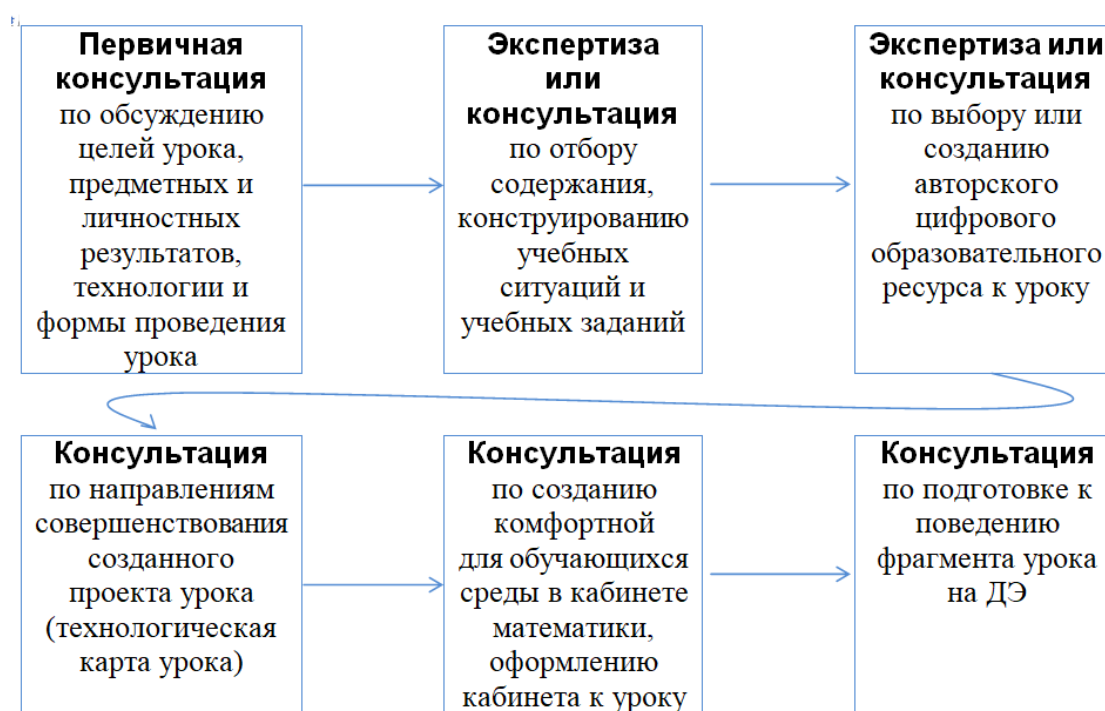 Первичная
консультация
по обсуждению
целей урока,
предметных и
личностных
результатов,
технологии и
формы проведения
урока
Экспертиза
или
консультация
по отбору
содержания,
конструированию
учебных
ситуаций и
учебных заданий
Экспертиза или
консультация
по выбору или
созданию
авторского
цифрового
образовательного
ресурса к уроку
Консультация
по направлениям
совершенствования
созданного
проекта урока
(технологическая
карта урока)
Консультация
по созданию
комфортной
для обучающихся
среды в кабинете
математики,
оформлению
кабинета к уроку
Консультация
по подготовке к
поведению
фрагмента урока
на ДЭ